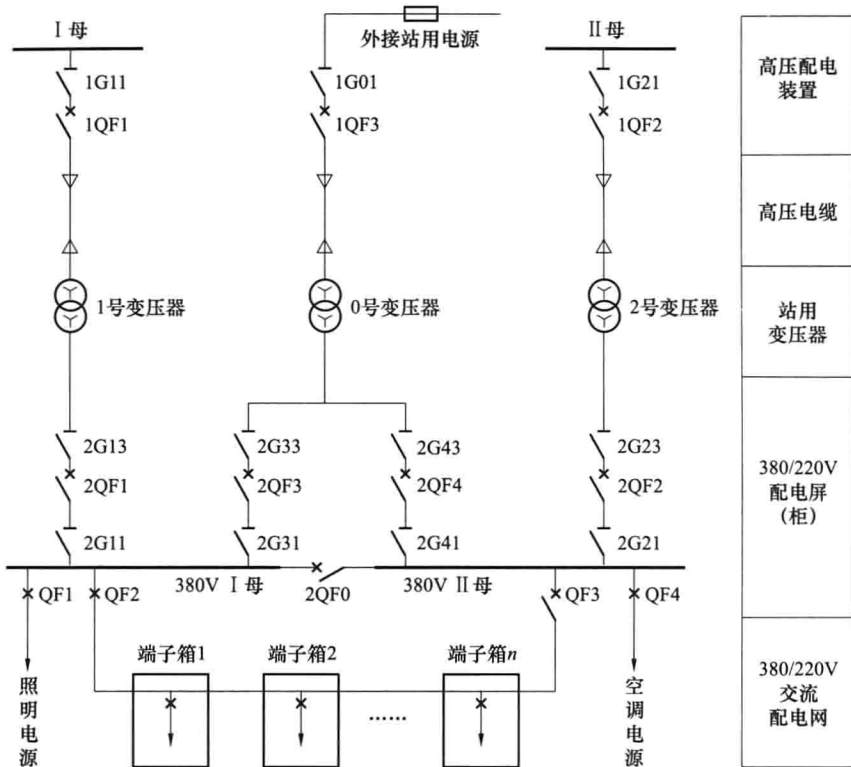 I 母
外接站用电源
II母
1G11
1G01
1G21
1QF1
1QF3
1QF2
高压配电
装置
高压电缆
1号变压器
0号变压器
2号变压器
站用
变压器
2G13
2G33
2G43
2G23
2QF1
2QF3
2QF4
2QF2
2G11
2G31
2G41
2G21
380/220V
配电屏
（柜）
380V I 母
2QF0
380V II 母
QF1
QF2
QF3
QF4
端子箱1
端子箱2
端子箱n
……
照明电源
空调电源
380/220V
交流
配电网